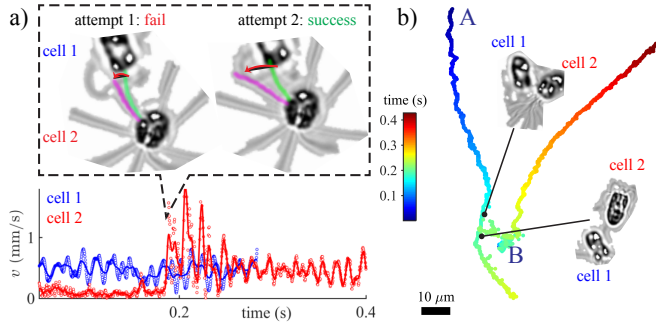 a)
attempt 1: fail
attempt 2: success
cell 1
cell 2
cell 1
cell 2
v (mm/s)
1
0
0.2
0.4
time (s)
b)
A
cell 1
cell 2
time (s)
0.4
0.3
0.2
0.1
cell 2
B
cell 1
10 μm